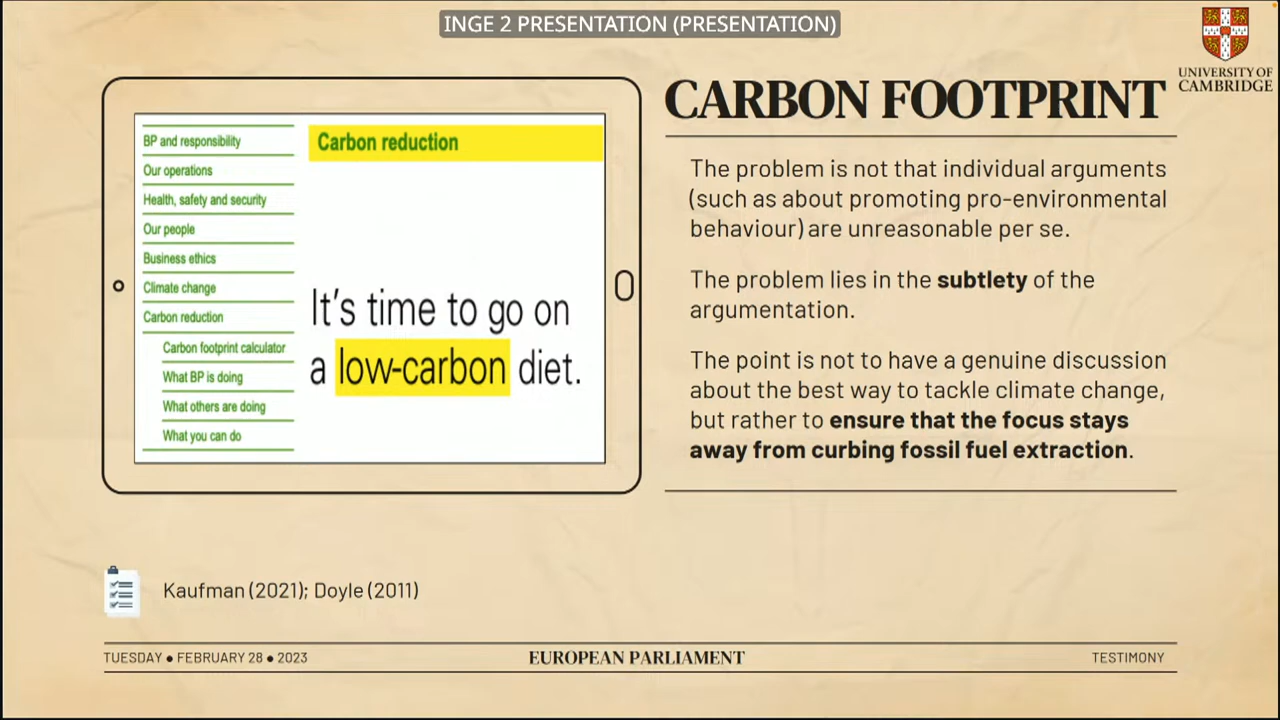 INGE 2 PRESENTATION (PRESENTATION)
UNIVERSITY OF
CAMBRIDGE
BP and responsibility
Our operations
Health, safety and security
Our people
Business ethics
Climate change
Carbon reduction
Carbon footprint calculator
What BP is doing
What others are doing
What you can do
Carbon reduction
It's time to go on
a low-carbon diet.
CARBON FOOTPRINT
The problem is not that individual arguments
(such as about promoting pro-environmental
behaviour) are unreasonable per se.
The problem lies in the subtlety of the
argumentation.
The point is not to have a genuine discussion
about the best way to tackle climate change,
but rather to ensure that the focus stays
away from curbing fossil fuel extraction.
Kaufman (2021); Doyle (2011)
TUESDAY ● FEBRUARY 28 ● 2023
EUROPEAN PARLIAMENT
TESTIMONY